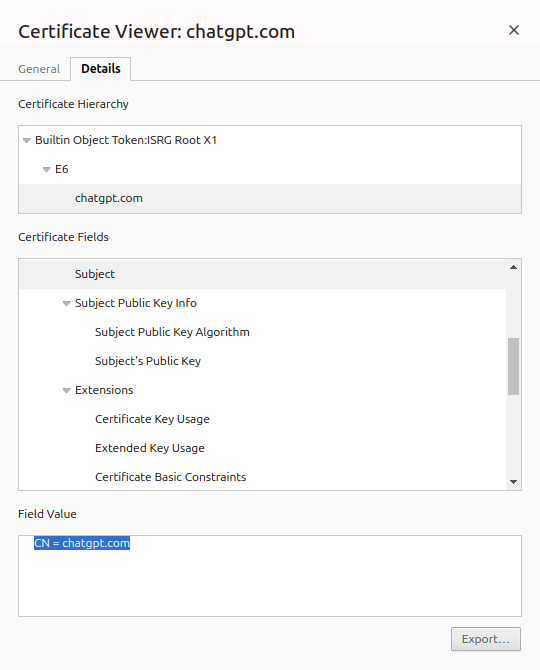 Certificate Viewer: chatgpt.com
General
Details
Certificate Hierarchy
Builtin Object Token:ISRG Root X1
E6
chatgpt.com
Certificate Fields
Subject
Subject Public Key Info
Subject Public Key Algorithm
Subject's Public Key
Extensions
Certificate Key Usage
Extended Key Usage
Certificate Basic Constraints
Field Value
CN = chatgpt.com
Export...